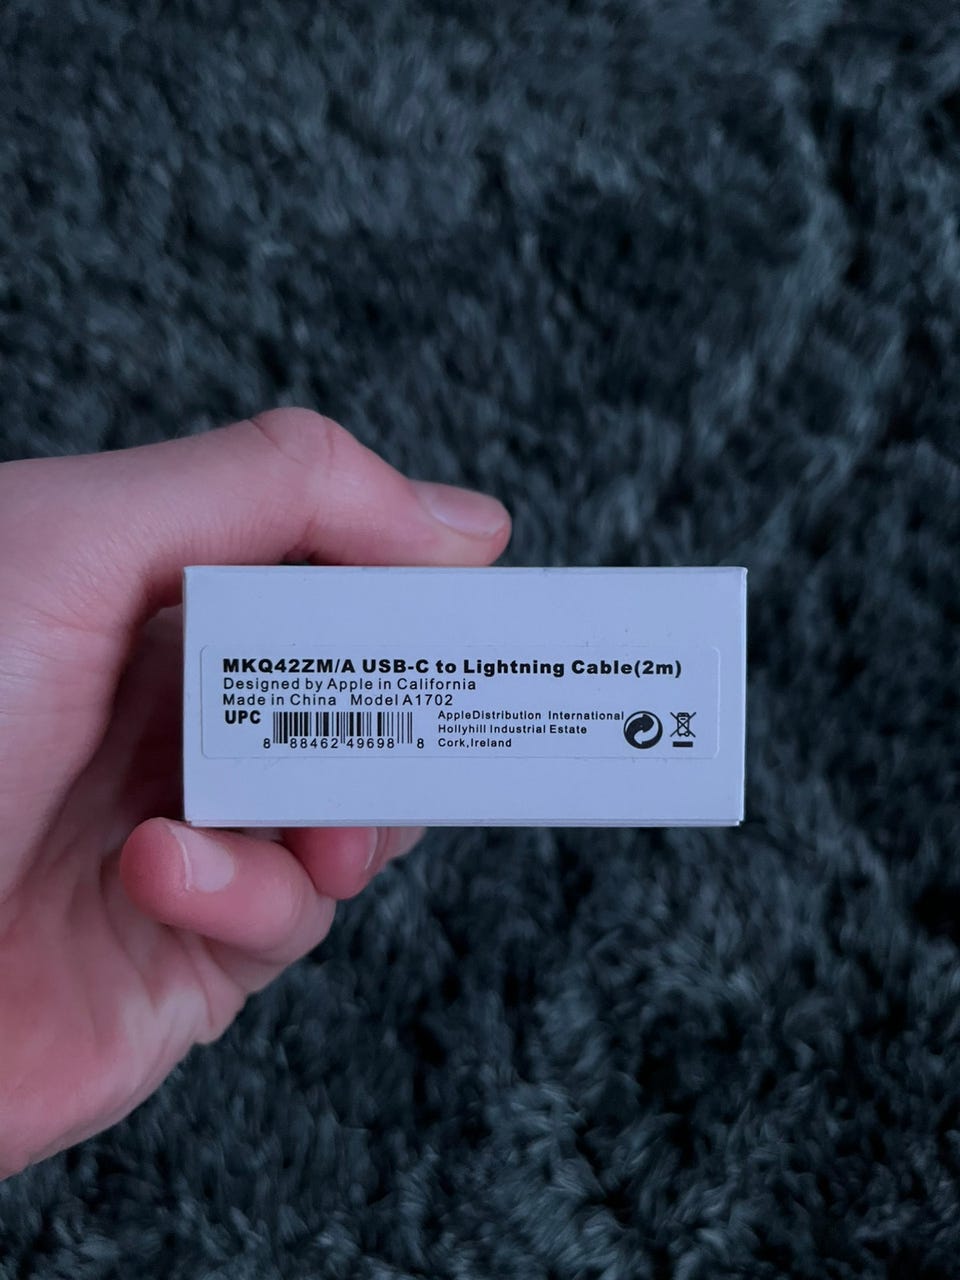 MKQ42ZM/A USB-C to Lightning Cable(2m)
Designed by Apple in California
Made in China Model A1702
UPC
8 88462 49698 8
AppleDistribution International
Hollyhill Industrial Estate
Cork,Ireland